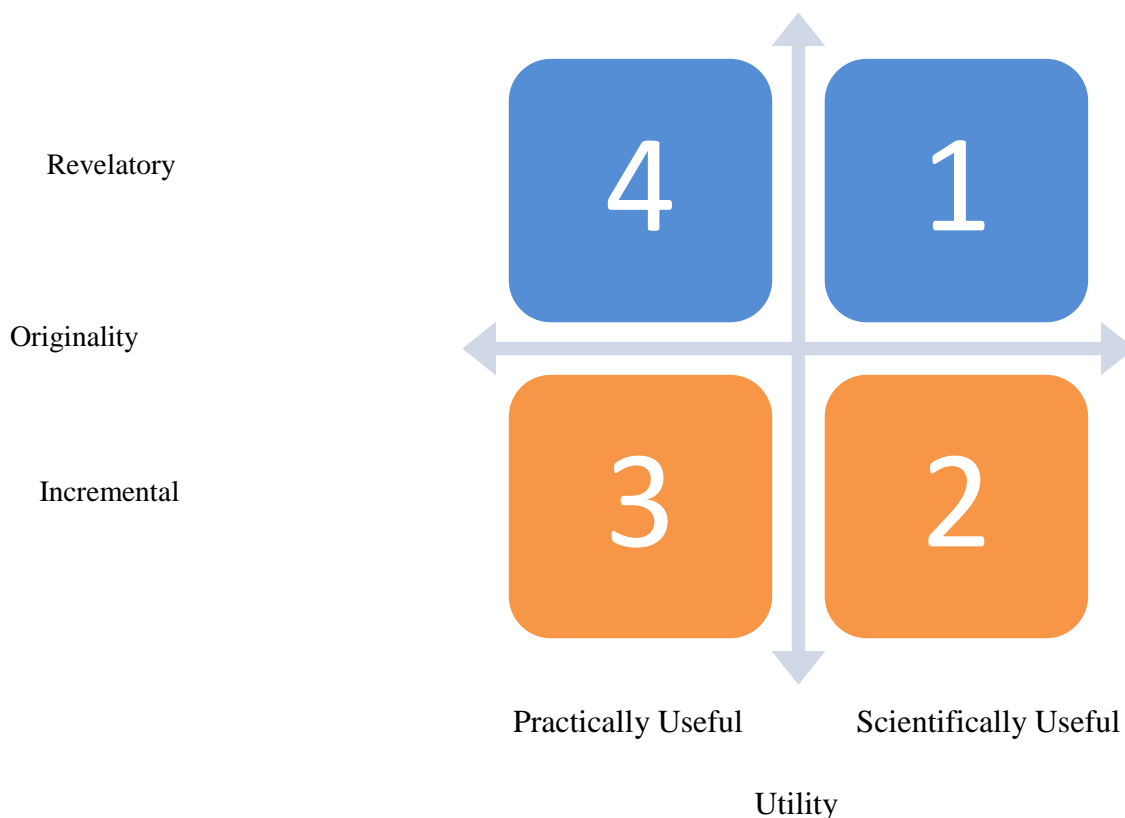 4
1
Revelatory
Originality
3
2
Incremental
Practically Useful
Scientifically Useful
Utility